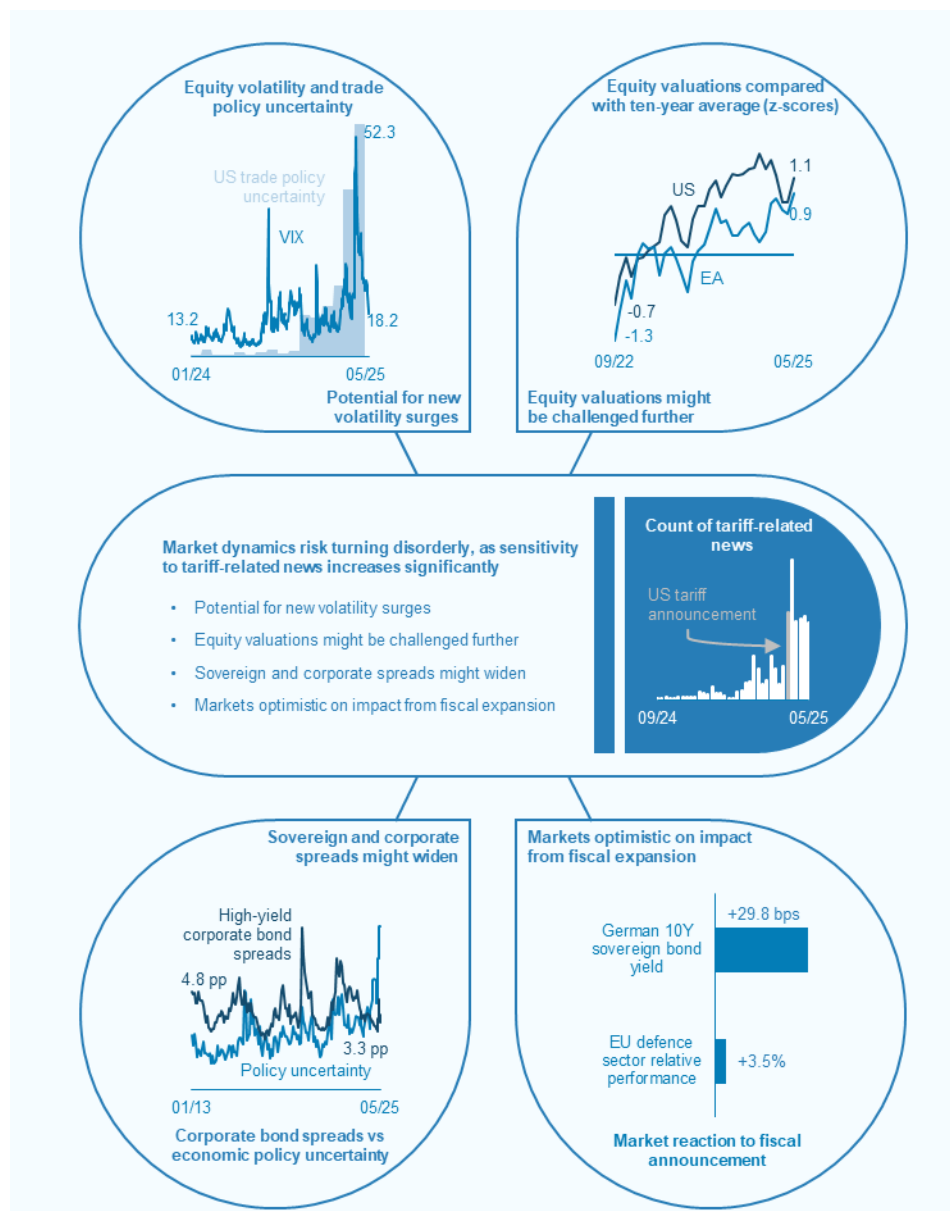 Equity volatility and trade
policy uncertainty
52.3
US trade policy
uncertainty
VIX
13.2
18.2
01/24
05/25
Potential for new
volatility surges
Equity valuations compared
with ten-year average (z-scores)
1.1
US
0.9
EA
-0.7
-1.3
09/22
05/25
Equity valuations might
be challenged further
Market dynamics risk turning disorderly, as sensitivity
to tariff-related news increases significantly
• Potential for new volatility surges
• Equity valuations might be challenged further
• Sovereign and corporate spreads might widen
• Markets optimistic on impact from fiscal expansion
Count of tariff-related
news
US tariff
announcement
09/24
05/25
Sovereign and corporate
spreads might widen
High-yield
corporate bond
spreads
4.8 pp
3.3 pp
Policy uncertainty
01/13
05/25
Corporate bond spreads vs
economic policy uncertainty
Markets optimistic on impact
from fiscal expansion
+29.8 bps
German 10Y
sovereign bond
yield
EU defence
sector relative
performance
+3.5%
Market reaction to fiscal
announcement